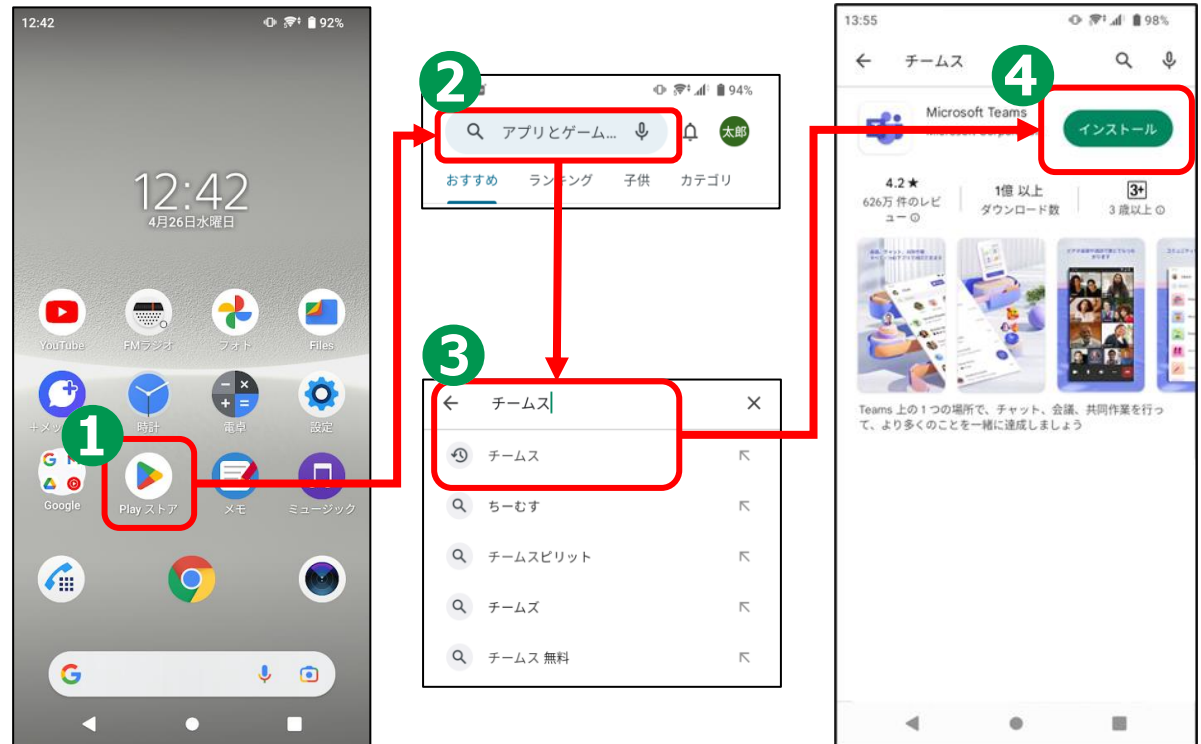 12:42
92%
12:42
4月26日水曜日
YouTube
FMラジオ
フォト
Files
時計
電卓
設定
1
Google
Play ストア
メモ
ミュージック
2
94%
アプリとゲーム...
太郎
おすすめ
ランキング
子供
カテゴリ
3
チームス
チームス
ちーむす
チームスピリット
チームズ
チームス 無料
13:55
98%
チームス
4
Microsoft Teams
インストール
4.2★
626万 件のレビ
ュー
1億 以上
ダウンロード数
3+
3 歳以上
Teams 上の 1 つの場所で、チャット、会議、共同作業を行っ
て、より多くのことを一緒に達成しましょう